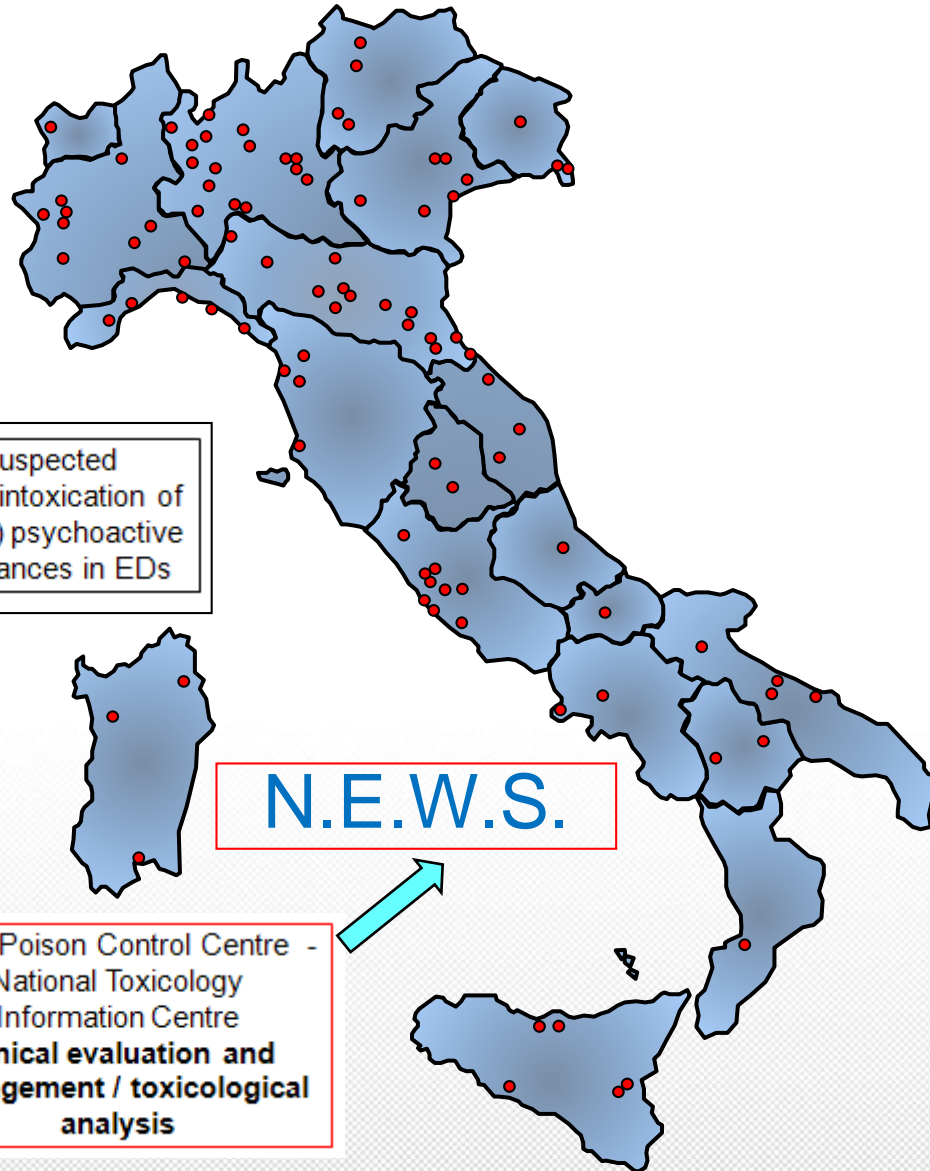 uspected
intoxication of
) psychoactive
ances in EDs
N.E.W.S.
Poison Control Centre -
National Toxicology
Information Centre
nical evaluation and
gement / toxicological
analysis